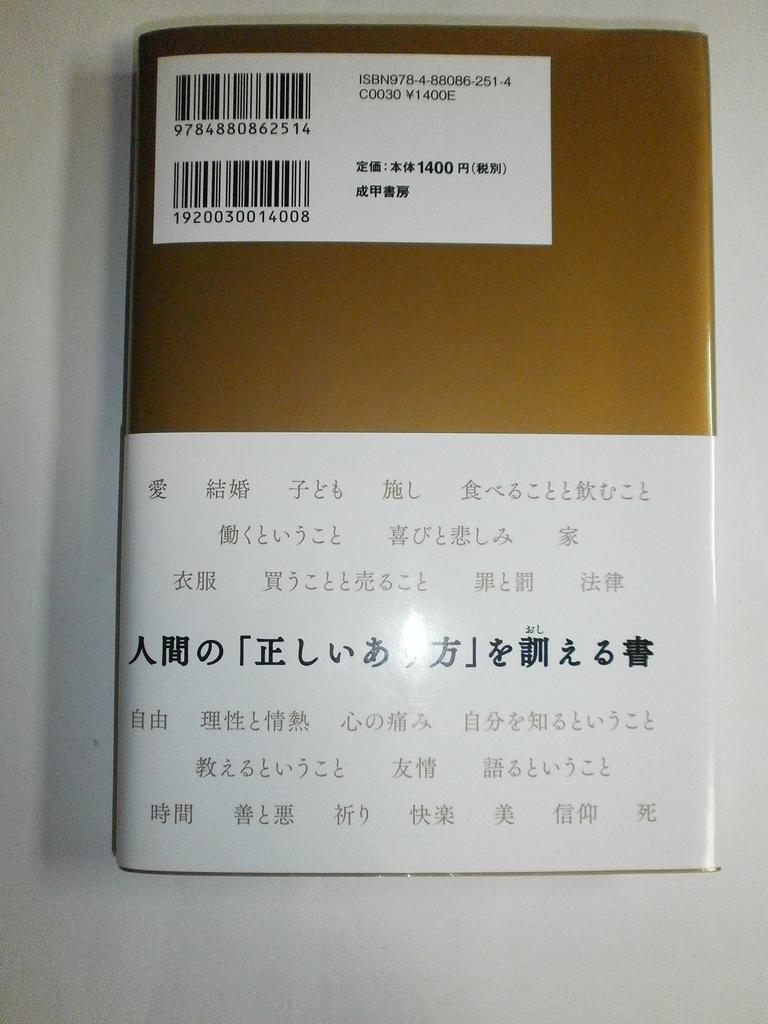 ISBN978-4-88086-251-4
C0030 ¥1400E
9784880862514
定価:本体1400円(税別)
成甲書房
1920030014008
愛 結婚 子ども 施し 食べることと飲むこと
働くということ 喜びと悲しみ 家
衣服 買うことと売ること 罪と罰 法律
おし
人間の「正しいあり方」を訓える書
自由 理性と情熱 心の痛み 自分を知るということ
教えるということ 友情 語るということ
時間 善と悪 祈り 快楽 美 信仰 死